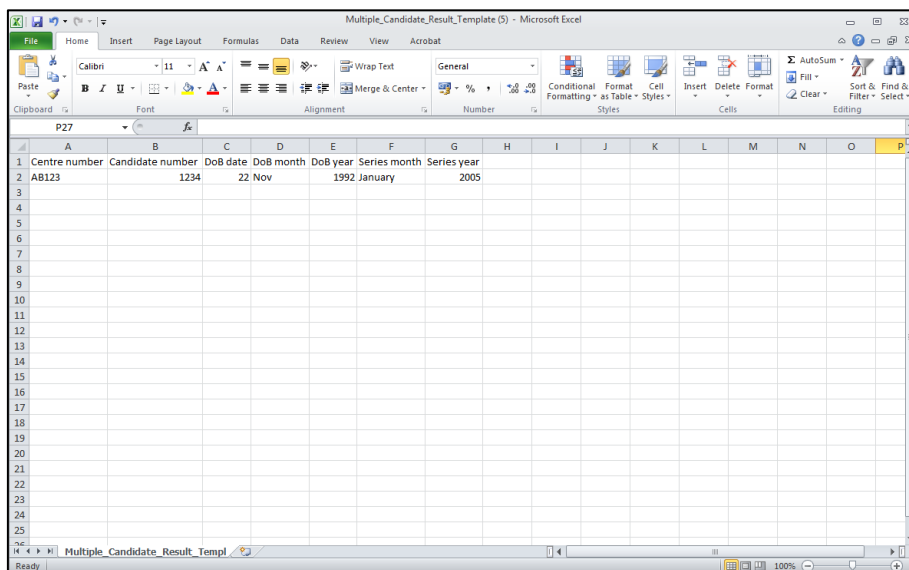 Multiple_Candidate_Result_Template (5) - Microsoft Excel
File Home Insert Page Layout Formulas Data Review View Acrobat
Calibri 11 A A Wrap Text General Σ AutoSum
Paste B I U A Merge & Center % , .0 .00 .00 .0 Conditional Formatting Format as Table Cell Styles Insert Delete Format Fill Clear Sort & Filter Find & Select
Clipboard Font Alignment Number Styles Cells Editing
P27 fx
A B C D E F G H I J K L M N O P
1 Centre number Candidate number DoB date DoB month DoB year Series month Series year
2 AB123 1234 22 Nov 1992 January 2005
3
4
5
6
7
8
9
10
11
12
13
14
15
16
17
18
19
20
21
22
23
24
25
26
Multiple_Candidate_Result_Templ
Ready 100%